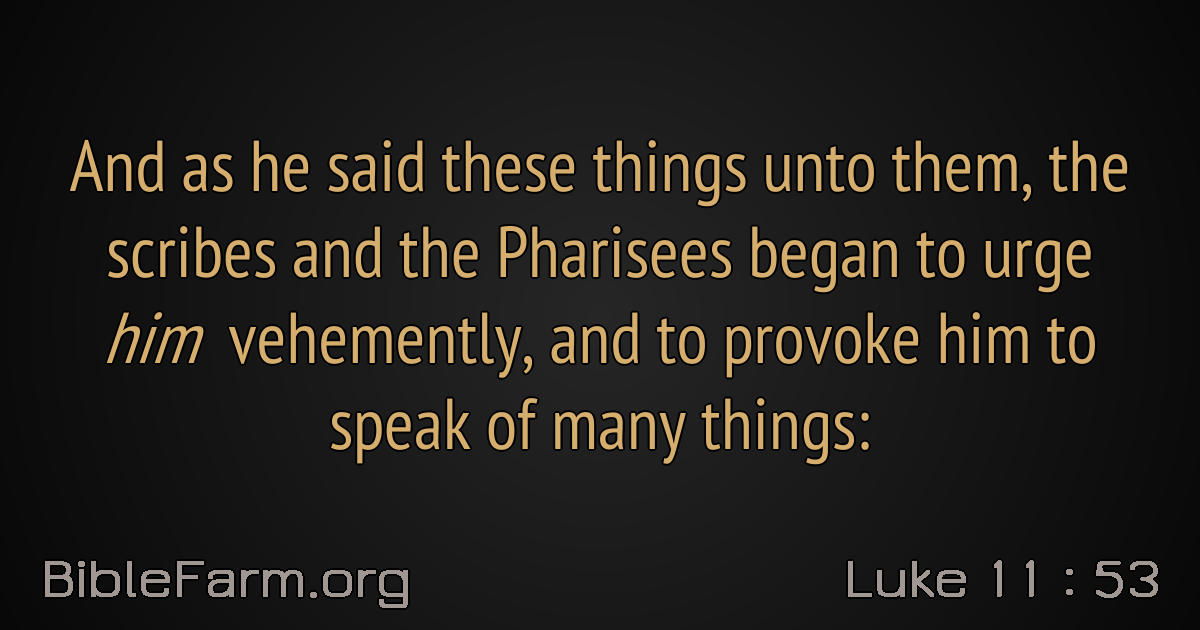 And as he said these things unto them, the
scribes and the Pharisees began to urge
him vehemently, and to provoke him to
speak of many things:
BibleFarm.org
Luke 11 : 53